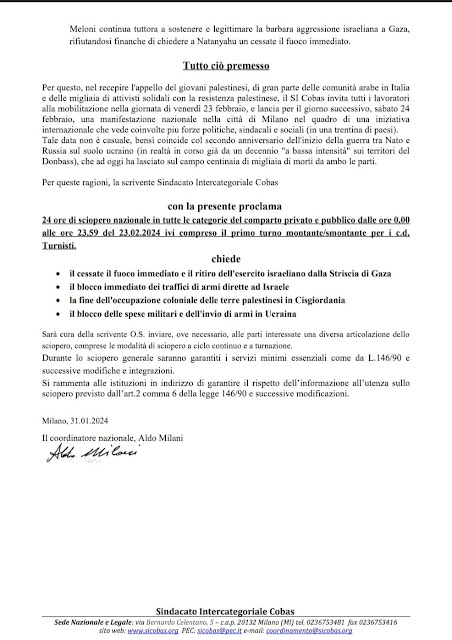 Meloni continua tuttora a sostenere e legittimare la barbara aggressione israeliana a Gaza,
rifiutandosi finanche di chiedere a Natanyahu un cessate il fuoco immediato.
Tutto ciò premesso
Per questo, nel recepire l'appello del giovani palestinesi, di gran parte delle comunità arabe in Italia
e delle migliaia di attivisti solidali con la resistenza palestinese, il SI Cobas invita tutti i lavoratori
alla mobilitazione nella giornata di venerdì 23 febbraio, e lancia per il giorno successivo, sabato 24
febbraio, una manifestazione nazionale nella città di Milano nel quadro di una iniziativa
internazionale che vede coinvolte piu forze politiche, sindacali e sociali (in una trentina di paesi).
Tale data non è casuale, bensì coincide col secondo anniversario dell'inizio della guerra tra Nato e
Russia sul suolo ucraino (in realtà in corso già da un decennio "a bassa intensità" sui territori del
Donbass), che ad oggi ha lasciato sul campo centinaia di migliaia di morti da ambo le parti.
Per queste ragioni, la scrivente Sindacato Intercategoriale Cobas
con la presente proclama
24 ore di sciopero nazionale in tutte le categorie del comparto privato e pubblico dalle ore 0,00
alle ore 23,59 del 23.02.2024 ivi compreso il primo turno montante/smontante per i c.d.
Turnisti.
chiede
• il cessate il fuoco immediato e il ritiro dell'esercito israeliano dalla Striscia di Gaza
• il blocco immediato dei traffici di armi dirette ad Israele
• la fine dell'occupazione coloniale delle terre palestinesi in Cisgiordania
• il blocco delle spese militari e dell'invio di armi in Ucraina
Sarà cura della scrivente O.S. inviare, ove necessario, alle parti interessate una diversa articolazione dello
sciopero, comprese le modalità di sciopero a ciclo continuo e a turnazione.
Durante lo sciopero generale saranno garantiti i servizi minimi essenziali come da L.146/90 e
successive modifiche e integrazioni.
Si rammenta alle istituzioni in indirizzo di garantire il rispetto dell'informazione all'utenza sullo
sciopero previsto dall'art.2 comma 6 della legge 146/90 e successive modificazioni.
Milano, 31.01.2024
Il coordinatore nazionale, Aldo Milani
Aldo Milani
Sindacato Intercategoriale Cobas
Sede Nazionale e Legale: via Bernardo Celentano, 5 – c.a.p. 20132 Milano (MI) tel. 0236753481 fax 0236753416
sito web: www.sicobas.org PEC: sicobas@pec.it e-mail: coordinamento@sicobas.org